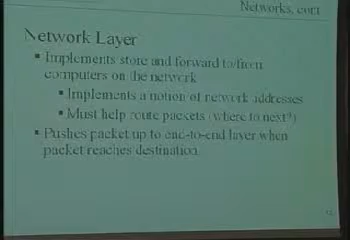 Networks, cont
Network Layer
▪ Implements store and forward to/from
computers on the network
▪ Implements a notion of network addresses
▪ Must help route packets (where to next?)
▪ Pushes packet up to end-to-end layer when
packet reaches destination